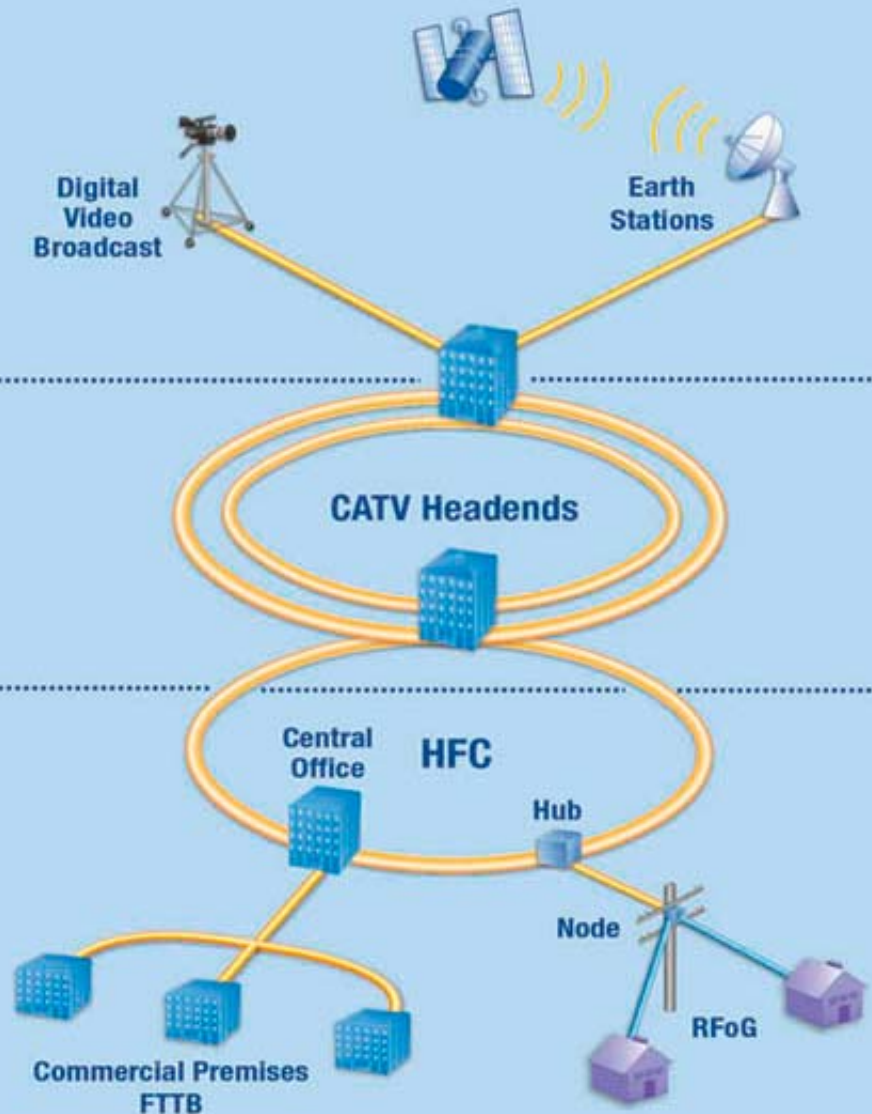 Digital
Video
Broadcast
Earth
Stations
CATV Headends
Central
Office
HFC
Hub
Node
RFoG
Commercial Premises
FTTB